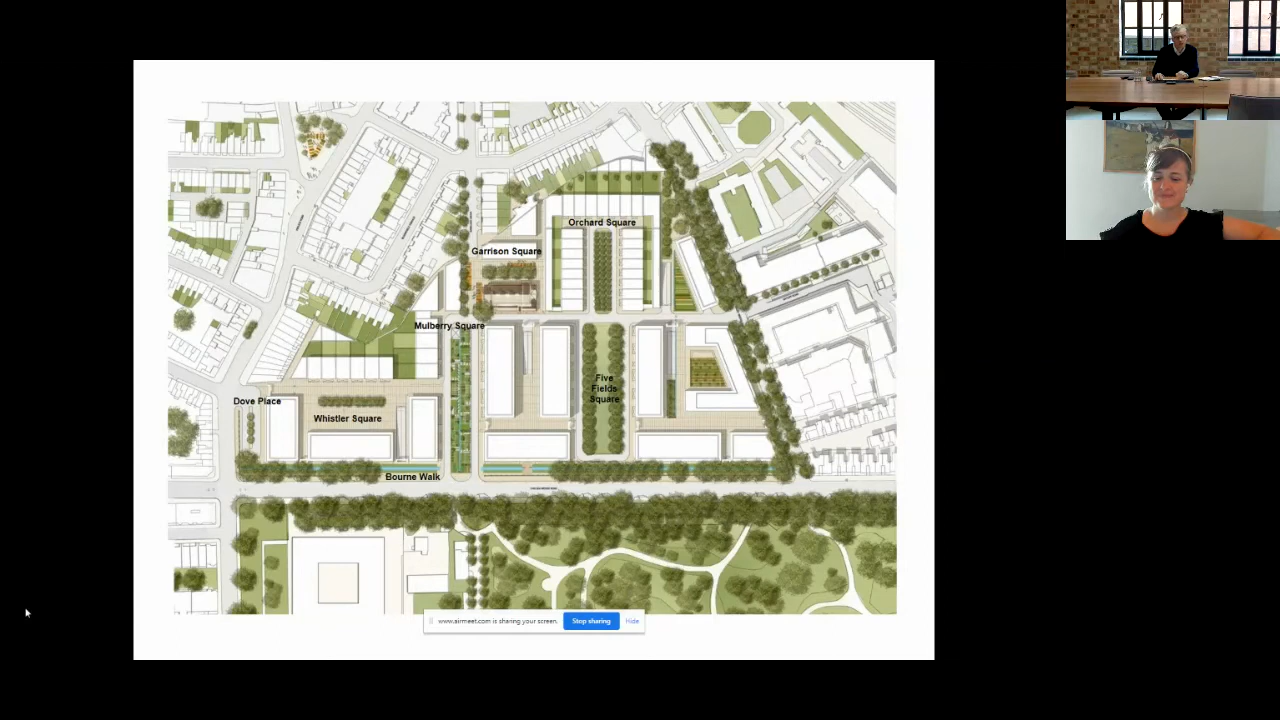 Orchard Square
Garrison Square
Mulberry Square
Five
Fields
Square
Dove Place
Whistler Square
Bourne Walk
www.airmeet.com is sharing your screen.
Stop sharing
Hide